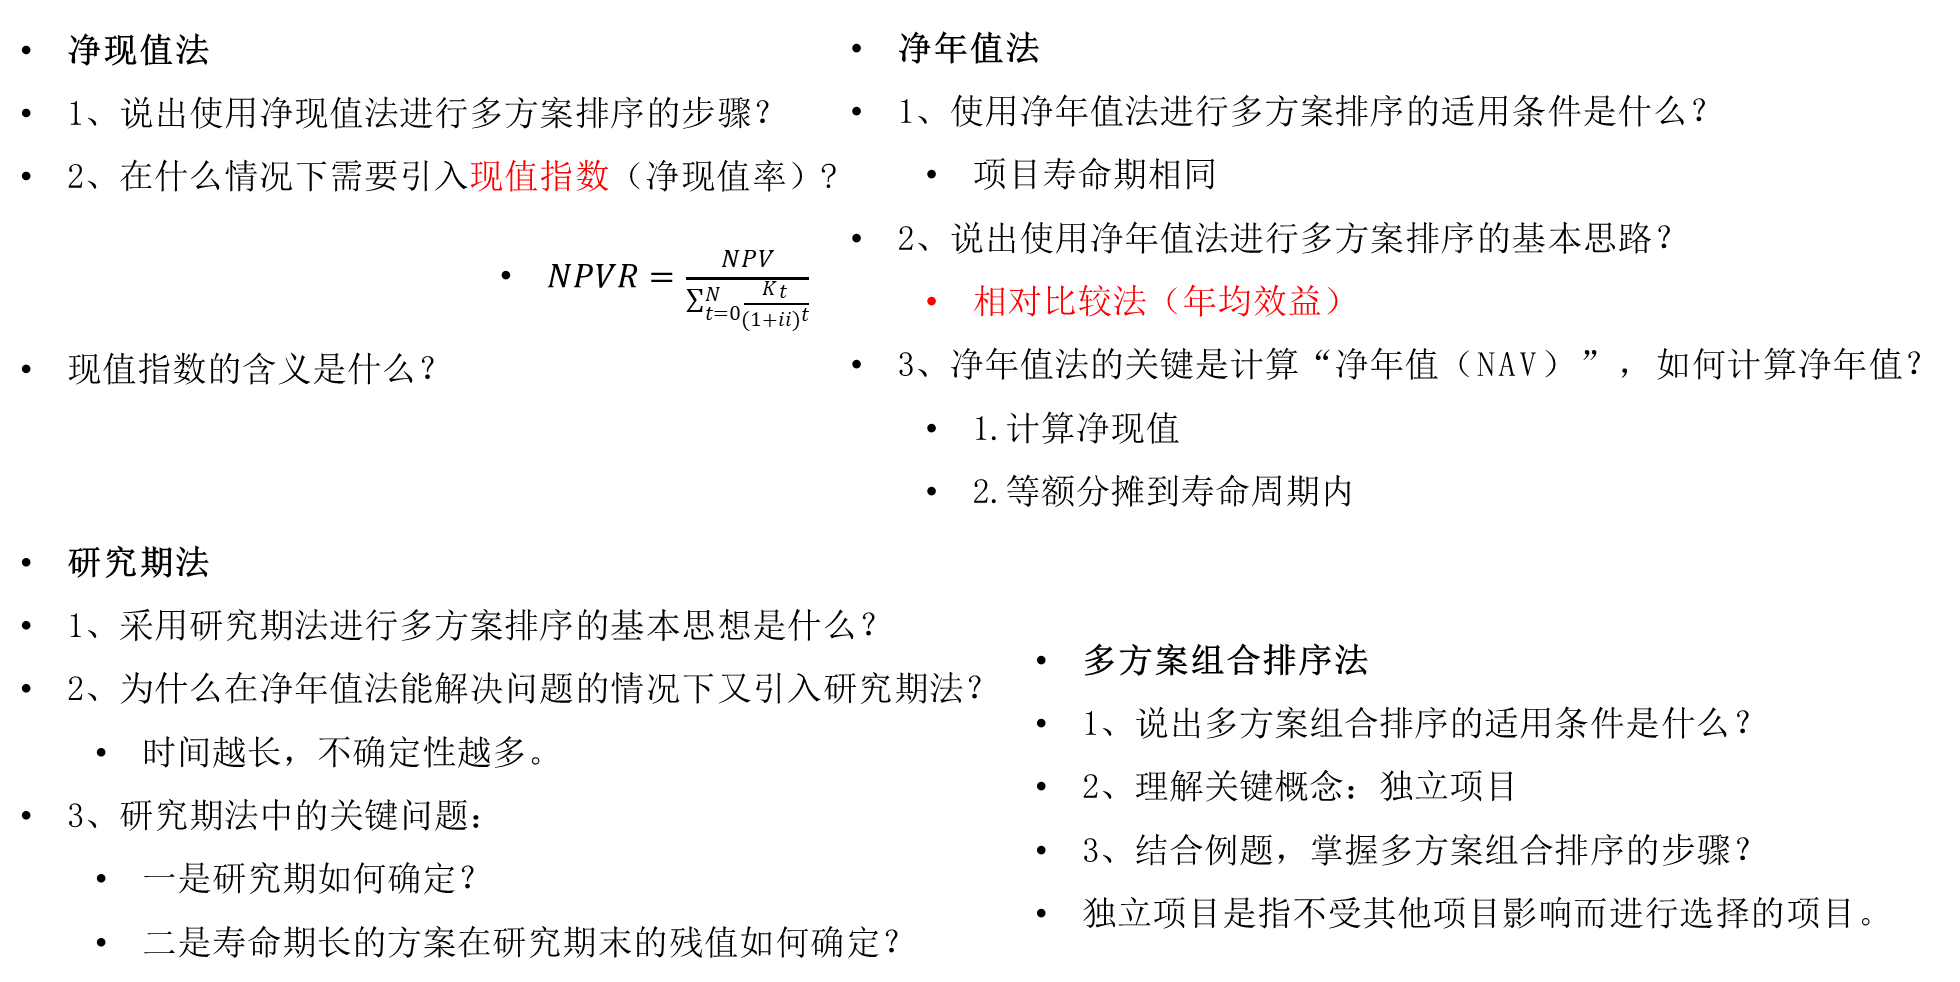 • 净现值法
• 1、说出使用净现值法进行多方案排序的步骤？
• 2、在什么情况下需要引入现值指数（净现值率）？
• NPVR = \frac{NPV}{\sum_{t=0}^{N}\frac{Kt}{(1+ii)^t}}
• 现值指数的含义是什么？
• 净年值法
• 1、使用净年值法进行多方案排序的适用条件是什么？
• 项目寿命期相同
• 2、说出使用净年值法进行多方案排序的基本思路？
• 相对比较法（年均效益）
• 3、净年值法的关键是计算“净年值（NAV）”，如何计算净年值？
• 1.计算净现值
• 2.等额分摊到寿命周期内
• 研究期法
• 1、采用研究期法进行多方案排序的基本思想是什么？
• 2、为什么在净年值法能解决问题的情况下又引入研究期法？
• 时间越长，不确定性越多。
• 3、研究期法中的关键问题：
• 一是研究期如何确定？
• 二是寿命期长的方案在研究期末的残值如何确定？
• 多方案组合排序法
• 1、说出多方案组合排序的适用条件是什么？
• 2、理解关键概念：独立项目
• 3、结合例题，掌握多方案组合排序的步骤？
• 独立项目是指不受其他项目影响而进行选择的项目。